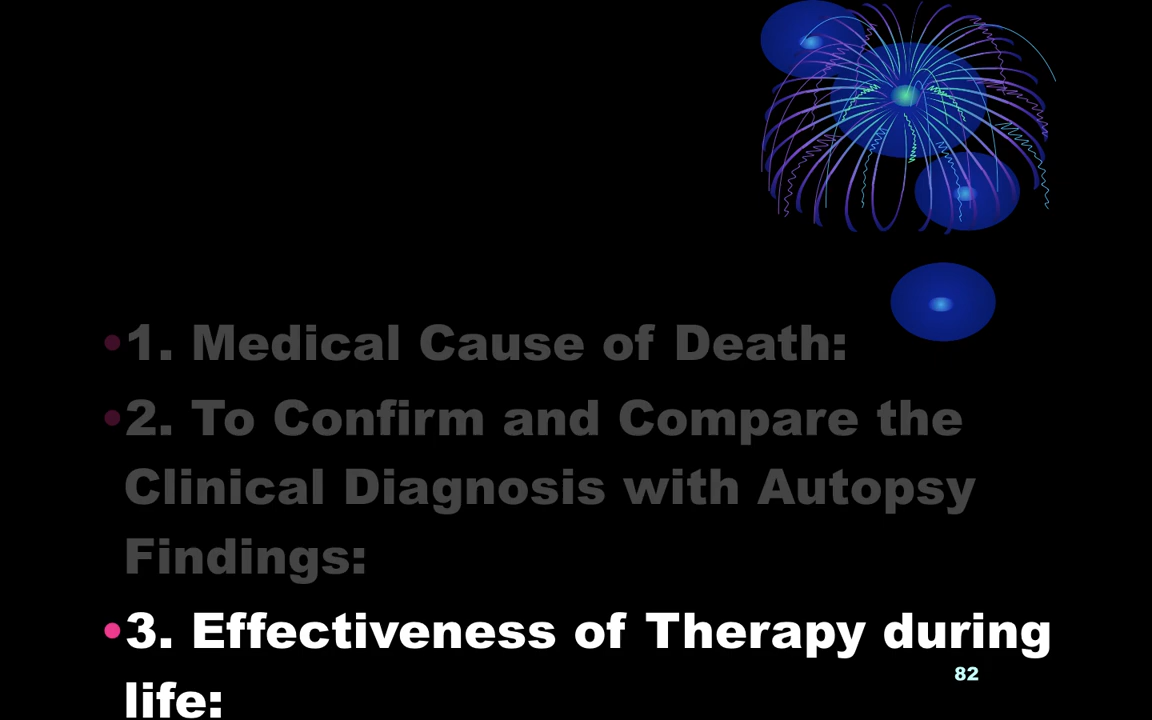 •1. Medical Cause of Death:
•2. To Confirm and Compare the
Clinical Diagnosis with Autopsy
Findings:
•3. Effectiveness of Therapy during
life:
82